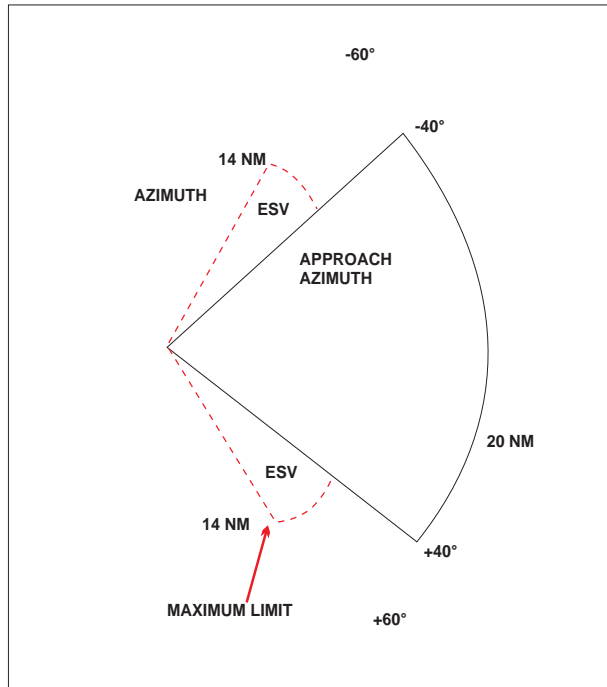 -60°
-40°
14 NM
AZIMUTH
ESV
APPROACH
AZIMUTH
20 NM
ESV
14 NM
+40°
MAXIMUM LIMIT
+60°